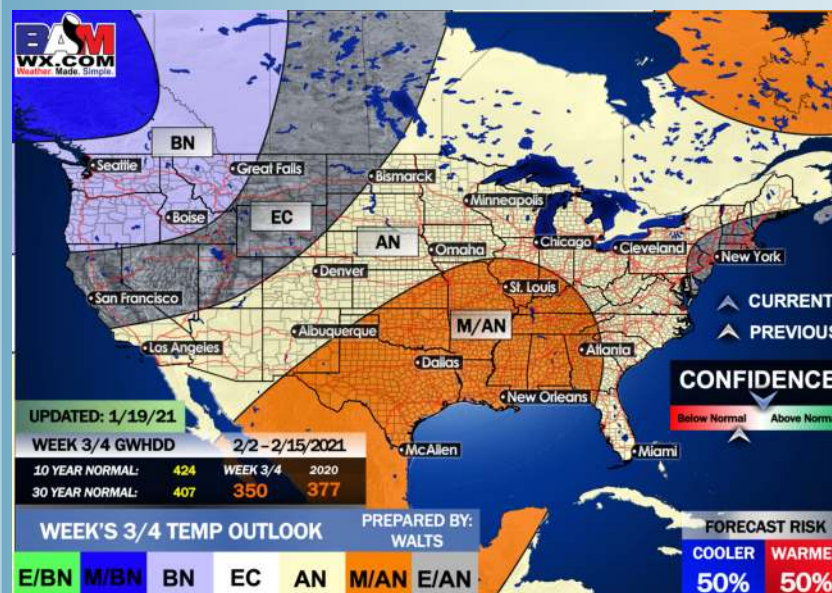 BAM
WX.COM
Weather. Made. Simple.
BN
Seattle
Great Falls
Bismarck
Minneapolis
Boise
EC
AN
Omaha
Chicago
Cleveland
New York
Denver
St. Louis
San Francisco
M/AN
CURRENT
PREVIOUS
Los Angeles
Albuquerque
Dallas
Atlanta
New Orleans
CONFIDENCE
Below Normal Above Norma
McAllen
Miami
UPDATED: 1/19/21
WEEK 3/4 GWHDD 2/2 - 2/15/2021
10 YEAR NORMAL: 424 WEEK 3/4 2020
30 YEAR NORMAL: 407 350 377
WEEK'S 3/4 TEMP OUTLOOK
PREPARED BY:
WALTS
FORECAST RISK
COOLER WARME
50% 50%
E/BN M/BN BN EC AN M/AN E/AN